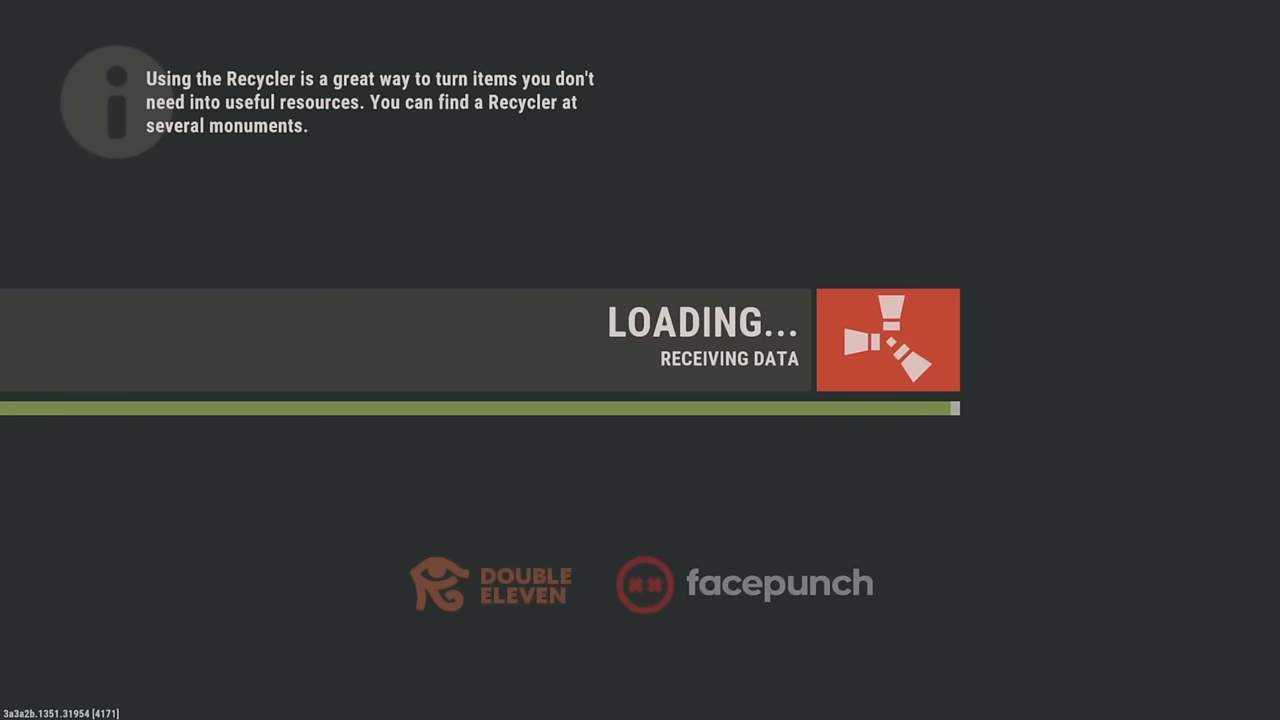 Using the Recycler is a great way to turn items you don't
need into useful resources. You can find a Recycler at
several monuments.
LOADING...
RECEIVING DATA
DOUBLE
ELEVEN
facepunch
3a3a2b.1351.31954 [4171]